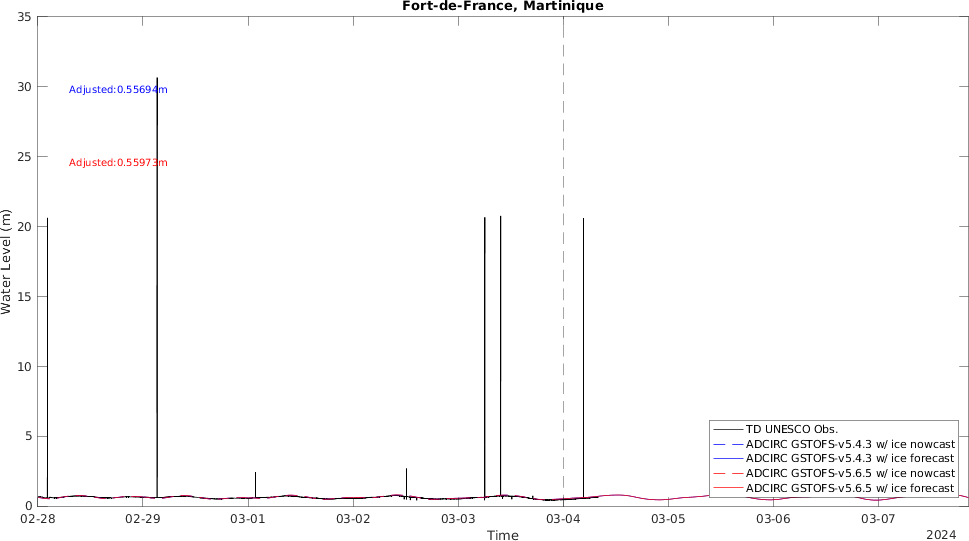 Fort-de-France, Martinique
35
30
25
20
15
10
5
0
Water Level (m)
Adjusted:0.55694m
Adjusted:0.55973m
TD UNESCO Obs.
ADCIRC GSTOFS-v5.4.3 w/ ice nowcast
ADCIRC GSTOFS-v5.4.3 w/ ice forecast
ADCIRC GSTOFS-v5.6.5 w/ ice nowcast
ADCIRC GSTOFS-v5.6.5 w/ ice forecast
02-28 02-29 03-01 03-02 03-03 03-04 03-05 03-06 03-07
Time
2024